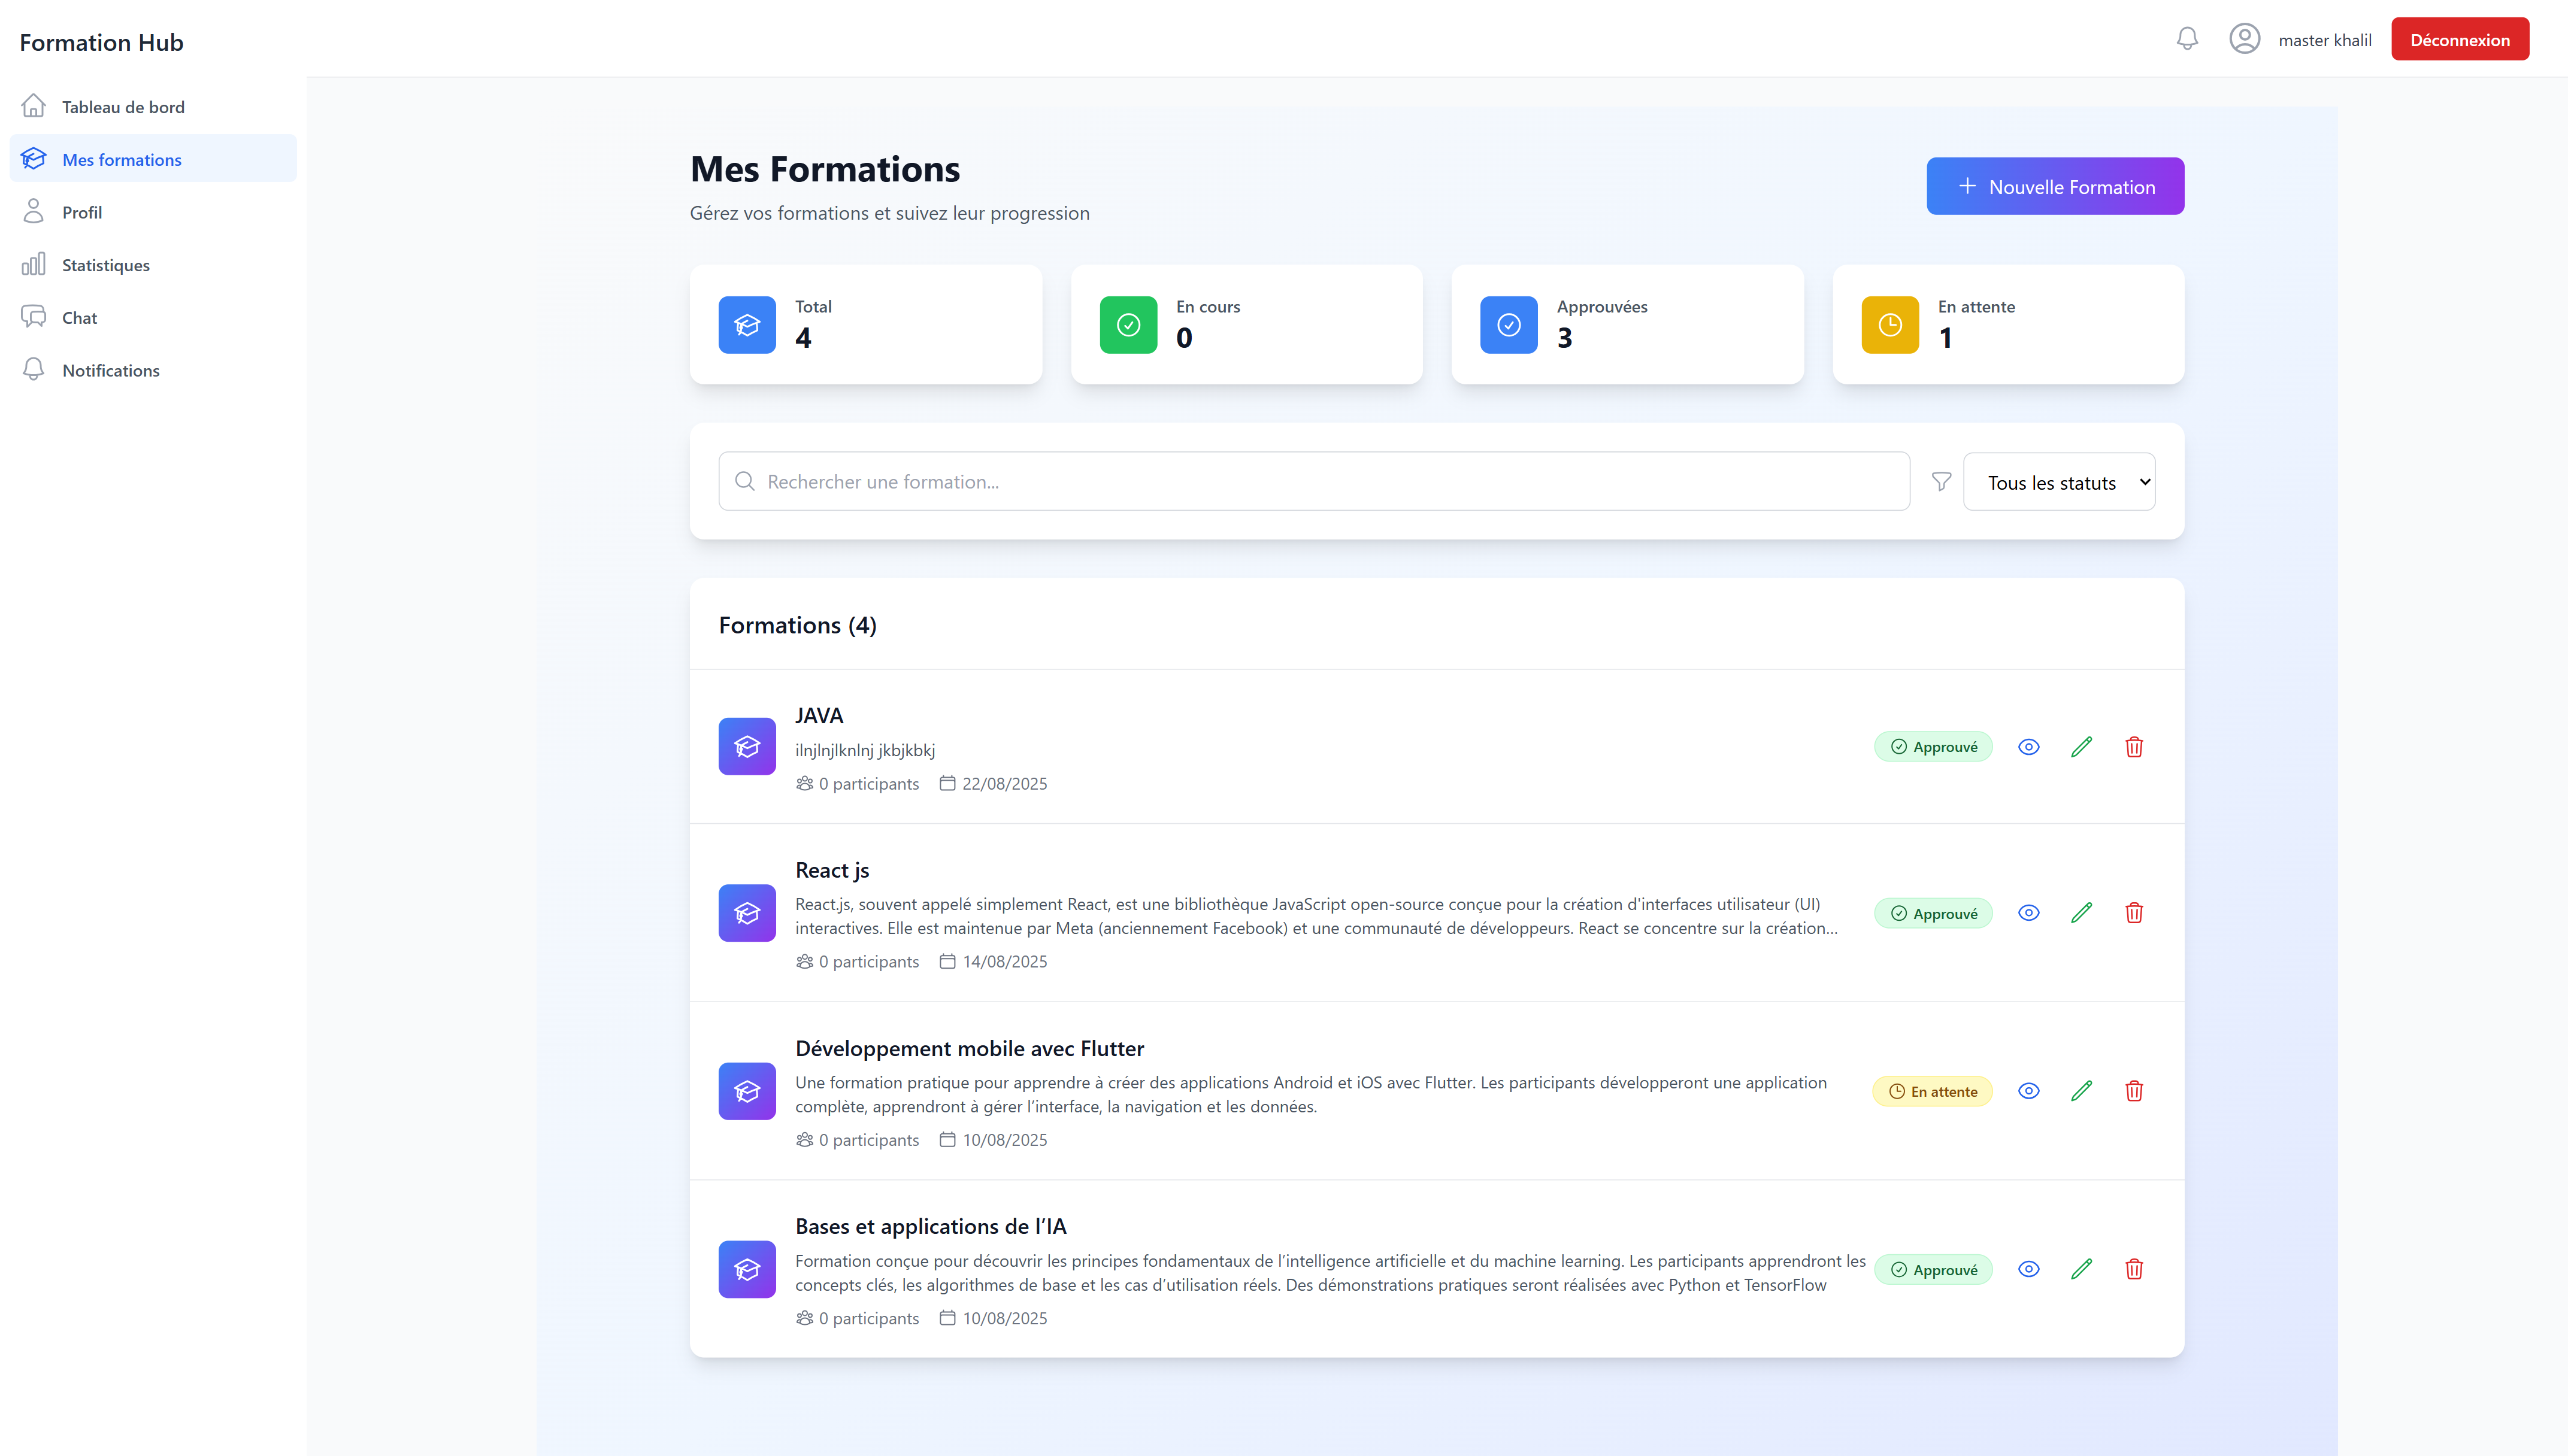 Formation Hub
master khalil
Déconnexion
Tableau de bord
Mes formations
Profil
Statistiques
Chat
Notifications
Mes Formations
Gérez vos formations et suivez leur progression
Nouvelle Formation
Total
4
En cours
0
Approuvées
3
En attente
1
Rechercher une formation...
Tous les statuts
Formations (4)
JAVA
ilnjlnjlknlnj jkbjkbkj
0 participants
22/08/2025
Approuvé
React js
React.js, souvent appelé simplement React, est une bibliothèque JavaScript open-source conçue pour la création d'interfaces utilisateur (UI)
interactives. Elle est maintenue par Meta (anciennement Facebook) et une communauté de développeurs. React se concentre sur la création...
0 participants
14/08/2025
Approuvé
Développement mobile avec Flutter
Une formation pratique pour apprendre à créer des applications Android et iOS avec Flutter. Les participants développeront une application
complète, apprendront à gérer l’interface, la navigation et les données.
0 participants
10/08/2025
En attente
Bases et applications de l’IA
Formation conçue pour découvrir les principes fondamentaux de l’intelligence artificielle et du machine learning. Les participants apprendront les
concepts clés, les algorithmes de base et les cas d’utilisation réels. Des démonstrations pratiques seront réalisées avec Python et TensorFlow
0 participants
10/08/2025
Approuvé